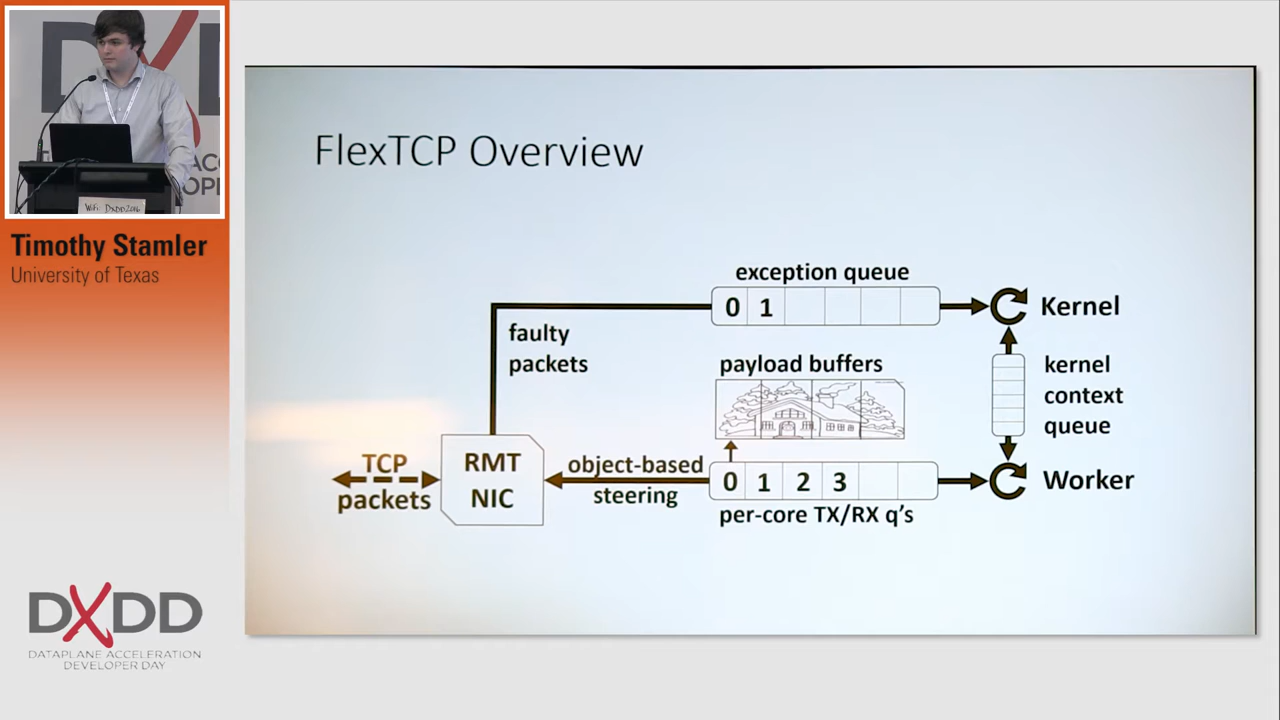 WiFi DXDD2016
Timothy Stamler
University of Texas
DXDD
DATAPLANE ACCELERATION
DEVELOPER DAY
FlexTCP Overview
exception queue
0 1
Kernel
faulty
packets
payload buffers
kernel
context
queue
TCP
packets
RMT
NIC
object-based
steering
0 1 2 3
Worker
per-core TX/RX q's